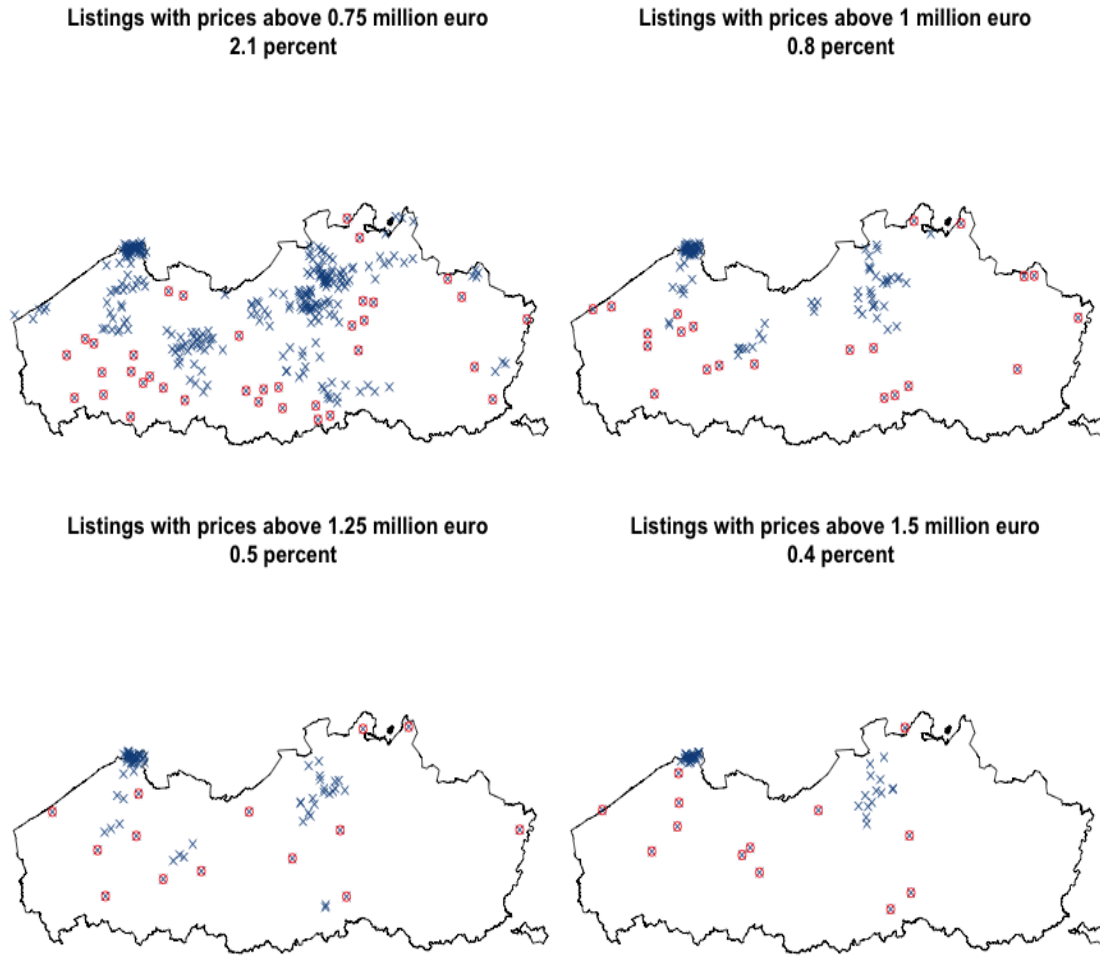 Listings with prices above 0.75 million euro
2.1 percent
Listings with prices above 1 million euro
0.8 percent
Listings with prices above 1.25 million euro
0.5 percent
Listings with prices above 1.5 million euro
0.4 percent